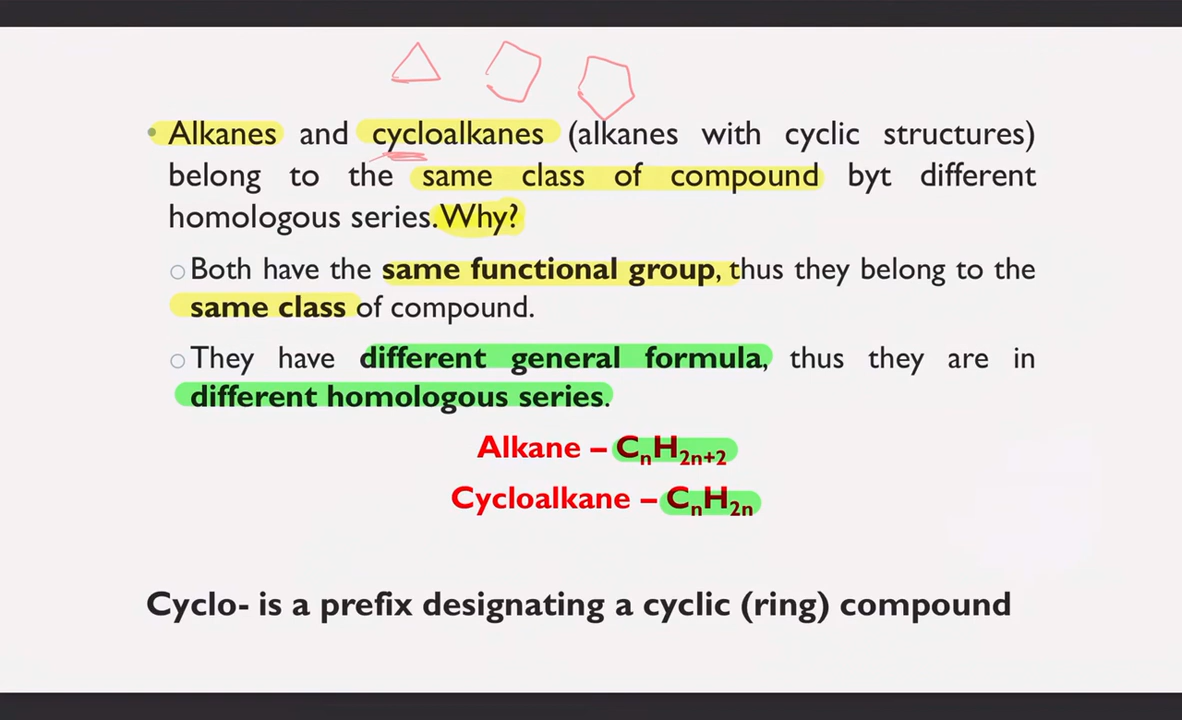 • Alkanes and cycloalkanes (alkanes with cyclic structures)
belong to the same class of compound byt different
homologous series. Why?
○ Both have the same functional group, thus they belong to the
same class of compound.
○ They have different general formula, thus they are in
different homologous series.
Alkane – CₙH₂ₙ₊₂
Cycloalkane – CₙH₂ₙ
Cyclo- is a prefix designating a cyclic (ring) compound